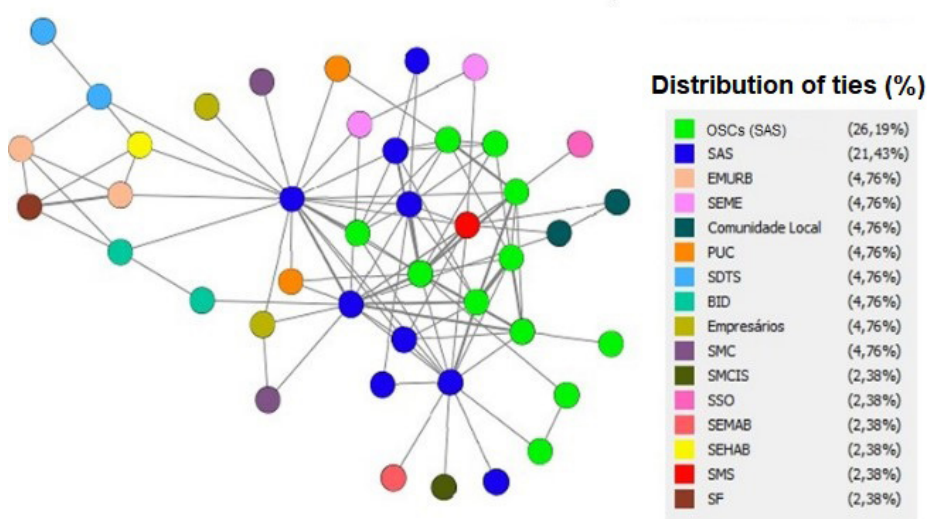 Distribution of ties (%)
OSCs (SAS) (26,19%)
SAS (21,43%)
EMURB (4,76%)
SEME (4,76%)
Comunidade Local (4,76%)
PUC (4,76%)
SDTS (4,76%)
BID (4,76%)
Empresários (4,76%)
SMC (4,76%)
SMCIS (2,38%)
SSO (2,38%)
SEMAB (2,38%)
SEHAB (2,38%)
SMS (2,38%)
SF (2,38%)